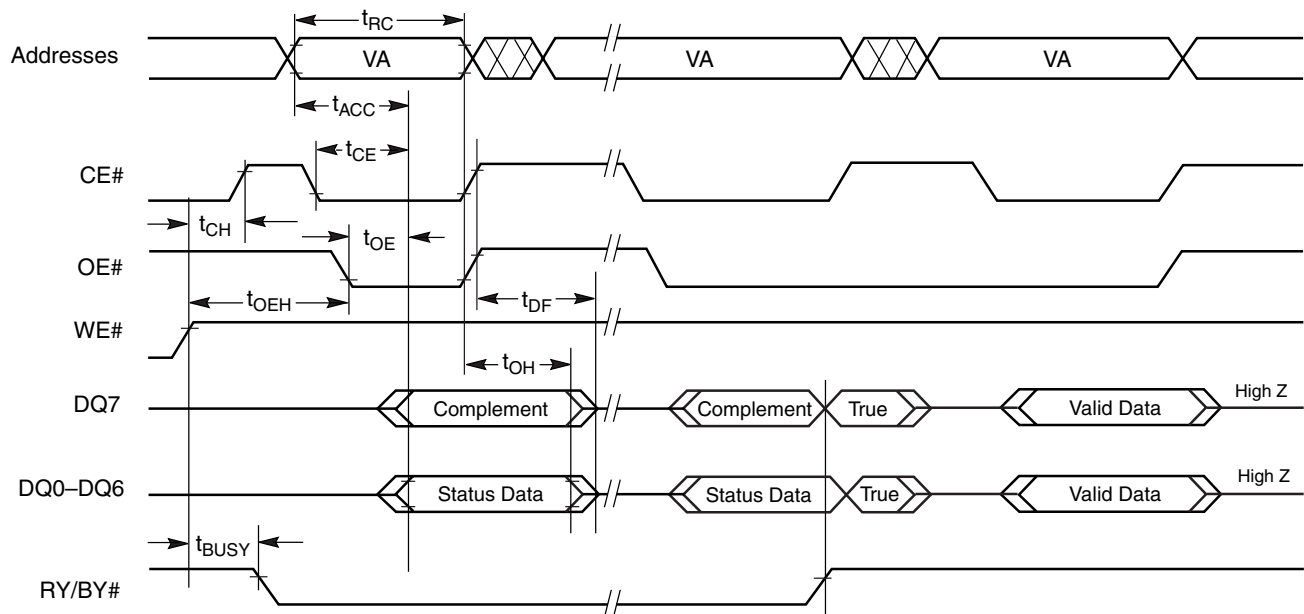 tRC
Addresses VA VA VA
tACC
tCE
CE#
tCH
tOE
OE#
tOEH tDF
WE#
tOH
DQ7 Complement Complement True Valid Data High Z
DQ0–DQ6 Status Data Status Data True Valid Data High Z
tBUSY
RY/BY#